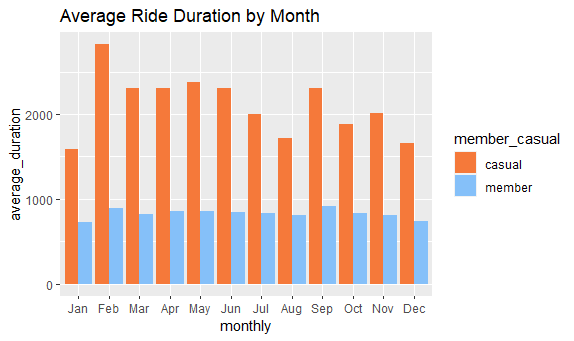 Average Ride Duration by Month
average_duration
2000
1000
0
Jan Feb Mar Apr May Jun Jul Aug Sep Oct Nov Dec
monthly
member_casual
casual
member